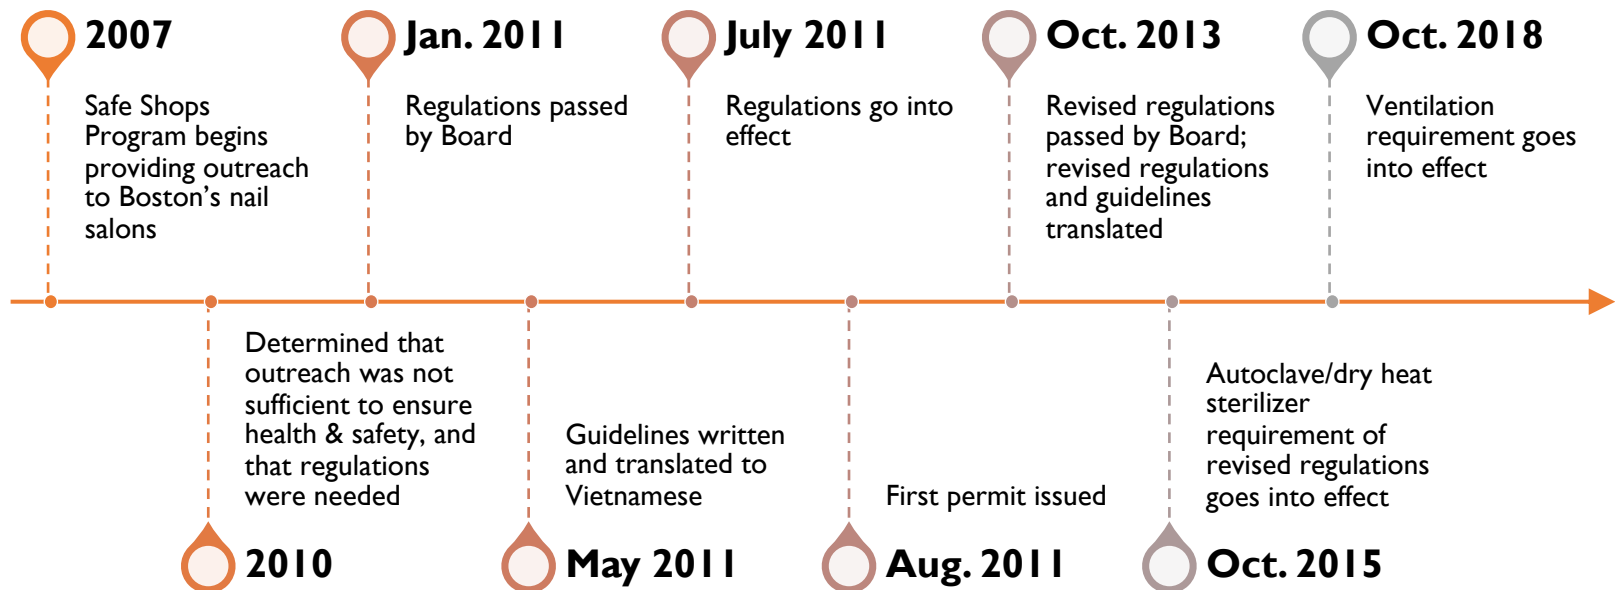 2007
Safe Shops
Program begins
providing outreach
to Boston’s nail
salons
2010
Determined that
outreach was not
sufficient to ensure
health & safety, and
that regulations
were needed
Jan. 2011
Regulations passed
by Board
May 2011
Guidelines written
and translated to
Vietnamese
July 2011
Regulations go into
effect
Aug. 2011
First permit issued
Oct. 2013
Revised regulations
passed by Board;
revised regulations
and guidelines
translated
Oct. 2015
Autoclave/dry heat
sterilizer
requirement of
revised regulations
goes into effect
Oct. 2018
Ventilation
requirement goes
into effect